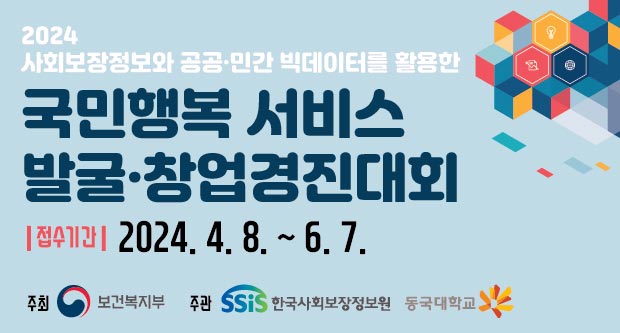 2024
사회보장정보와 공공·민간 빅데이터를 활용한
국민행복 서비스
발굴·창업경진대회
|접수기간| 2024. 4. 8. ~ 6. 7.
주최 보건복지부 주관 SSiS 한국사회보장정보원 동국대학교